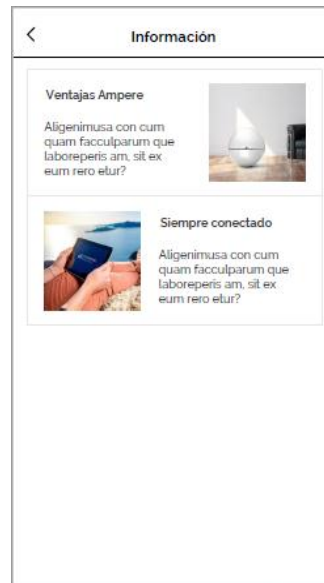 Información
Ventajas Ampere
Aligenimusa con cum
quam facculparum que
laboreperis am, sit ex
eum rero etur?
Siempre conectado
Aligenimusa con cum
quam facculparum que
laboreperis am, sit ex
eum rero etur?